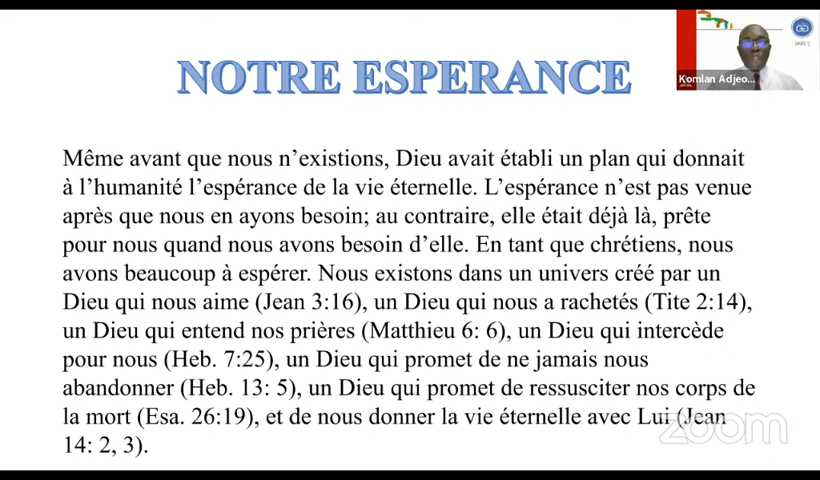 NOTRE ESPERANCE
Komlan Adjeo...
Même avant que nous n’existions, Dieu avait établi un plan qui donnait
à l’humanité l’espérance de la vie éternelle. L’espérance n’est pas venue
après que nous en ayons besoin; au contraire, elle était déjà là, prête
pour nous quand nous avons besoin d’elle. En tant que chrétiens, nous
avons beaucoup à espérer. Nous existons dans un univers créé par un
Dieu qui nous aime (Jean 3:16), un Dieu qui nous a rachetés (Tite 2:14),
un Dieu qui entend nos prières (Matthieu 6: 6), un Dieu qui intercède
pour nous (Heb. 7:25), un Dieu qui promet de ne jamais nous
abandonner (Heb. 13: 5), un Dieu qui promet de ressusciter nos corps de
la mort (Esa. 26:19), et de nous donner la vie éternelle avec Lui (Jean
14: 2, 3).
zoom